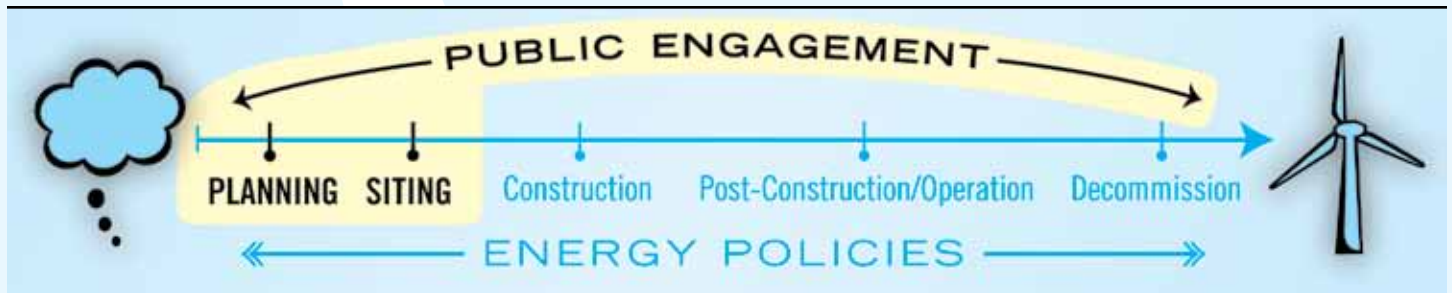 PUBLIC ENGAGEMENT
PLANNING SITING Construction Post-Construction/Operation Decommission
ENERGY POLICIES